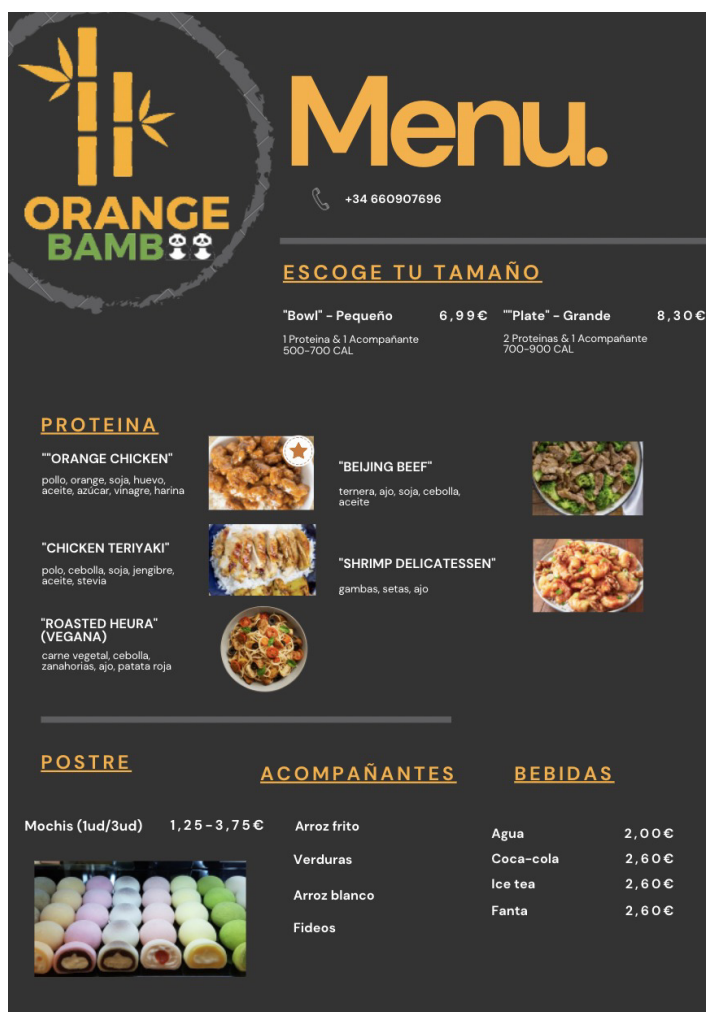 ORANGE
BAMB
Menu.
+34 660907696
ESCOGE TU TAMAÑO
"Bowl" - Pequeño 6,99€
1 Proteina & 1 Acompañante
500-700 CAL
""Plate" - Grande 8,30€
2 Proteinas & 1 Acompañante
700-900 CAL
PROTEINA
""ORANGE CHICKEN"
pollo, orange, soja, huevo,
aceite, azúcar, vinagre, harina
"CHICKEN TERIYAKI"
polo, cebolla, soja, jengibre,
aceite, stevia
"ROASTED HEURA"
(VEGANA)
carne vegetal, cebolla,
zanahorias, ajo, patata roja
"BEIJING BEEF"
ternera, ajo, soja, cebolla,
aceite
"SHRIMP DELICATESSEN"
gambas, setas, ajo
POSTRE
Mochis (1ud/3ud) 1,25-3,75€
ACOMPAÑANTES
Arroz frito
Verduras
Arroz blanco
Fideos
BEBIDAS
Agua 2,00€
Coca-cola 2,60€
Ice tea 2,60€
Fanta 2,60€